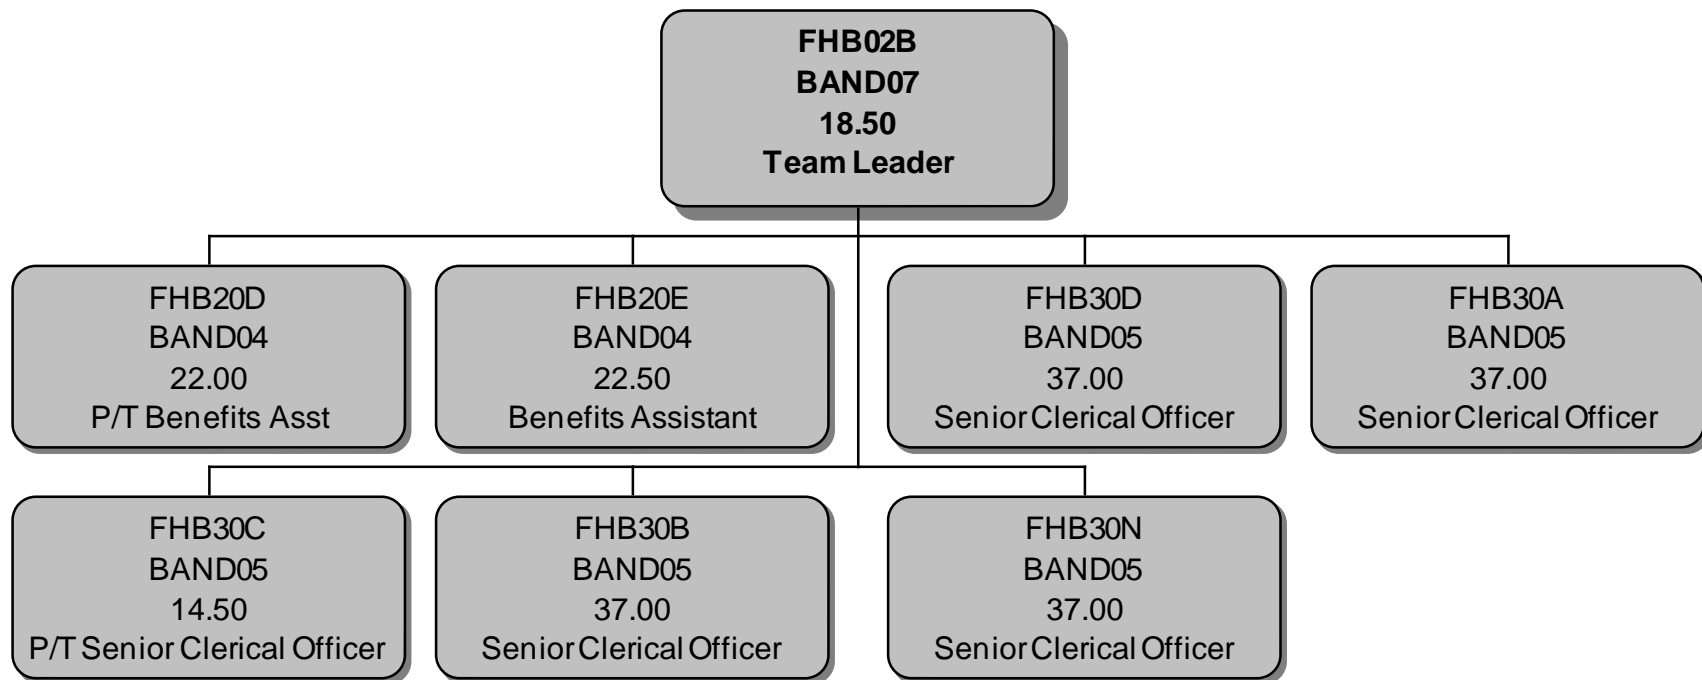 FHB02B
BAND07
18.50
Team Leader
FHB20D
BAND04
22.00
P/T Benefits Asst
FHB20E
BAND04
22.50
Benefits Assistant
FHB30D
BAND05
37.00
Senior Clerical Officer
FHB30A
BAND05
37.00
Senior Clerical Officer
FHB30C
BAND05
14.50
P/T Senior Clerical Officer
FHB30B
BAND05
37.00
Senior Clerical Officer
FHB30N
BAND05
37.00
Senior Clerical Officer